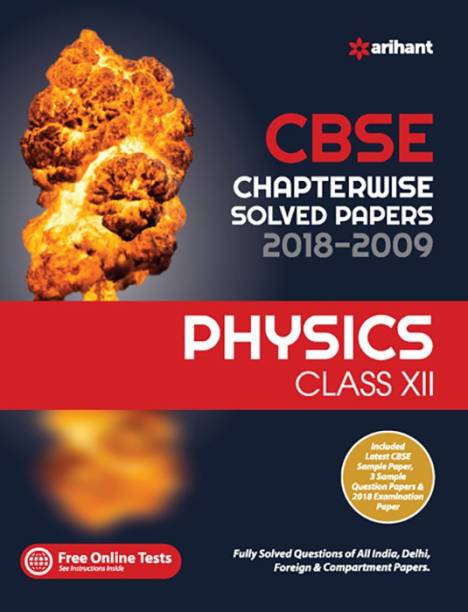 arihant
CBSE
CHAPTERWISE
SOLVED PAPERS
2018-2009
PHYSICS
CLASS XII
Included
Latest CBSE
Sample Paper,
3 Sample
Question Papers &
2018 Examination
Paper
Free Online Tests
See Instructions Inside
Fully Solved Questions of All India, Delhi,
Foreign & Compartment Papers.